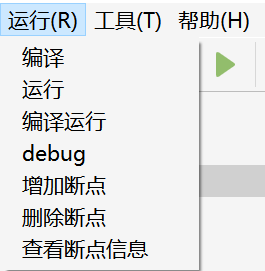 运行(R) 工具(T) 帮助(H)
编译
运行
编译运行
debug
增加断点
删除断点
查看断点信息